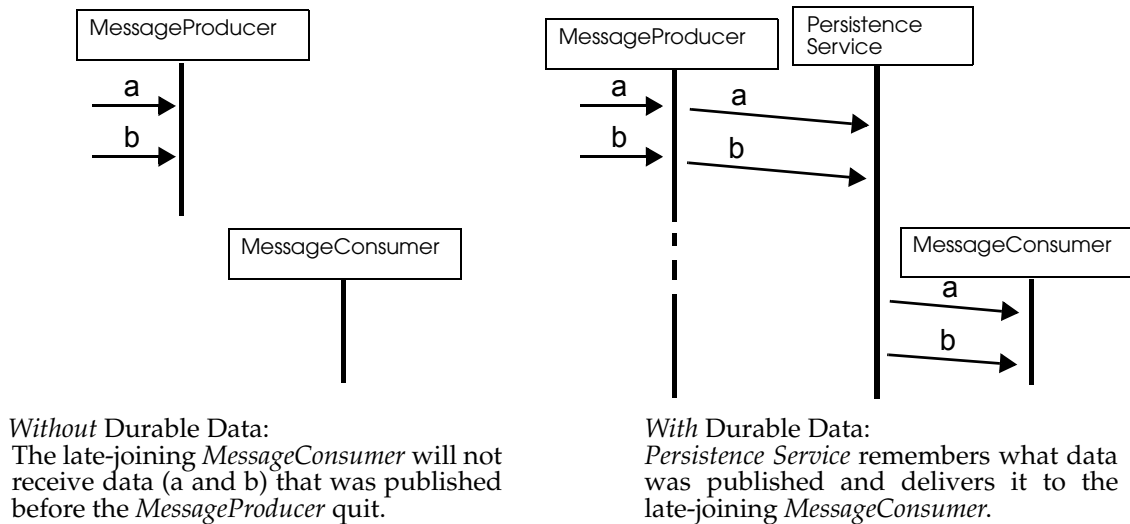 MessageProducer
a
b
MessageConsumer
Without Durable Data:
The late-joining MessageConsumer will not
receive data (a and b) that was published
before the MessageProducer quit.
MessageProducer
Persistence
Service
a
a
b
b
MessageConsumer
a
b
With Durable Data:
Persistence Service remembers what data
was published and delivers it to the
late-joining MessageConsumer.